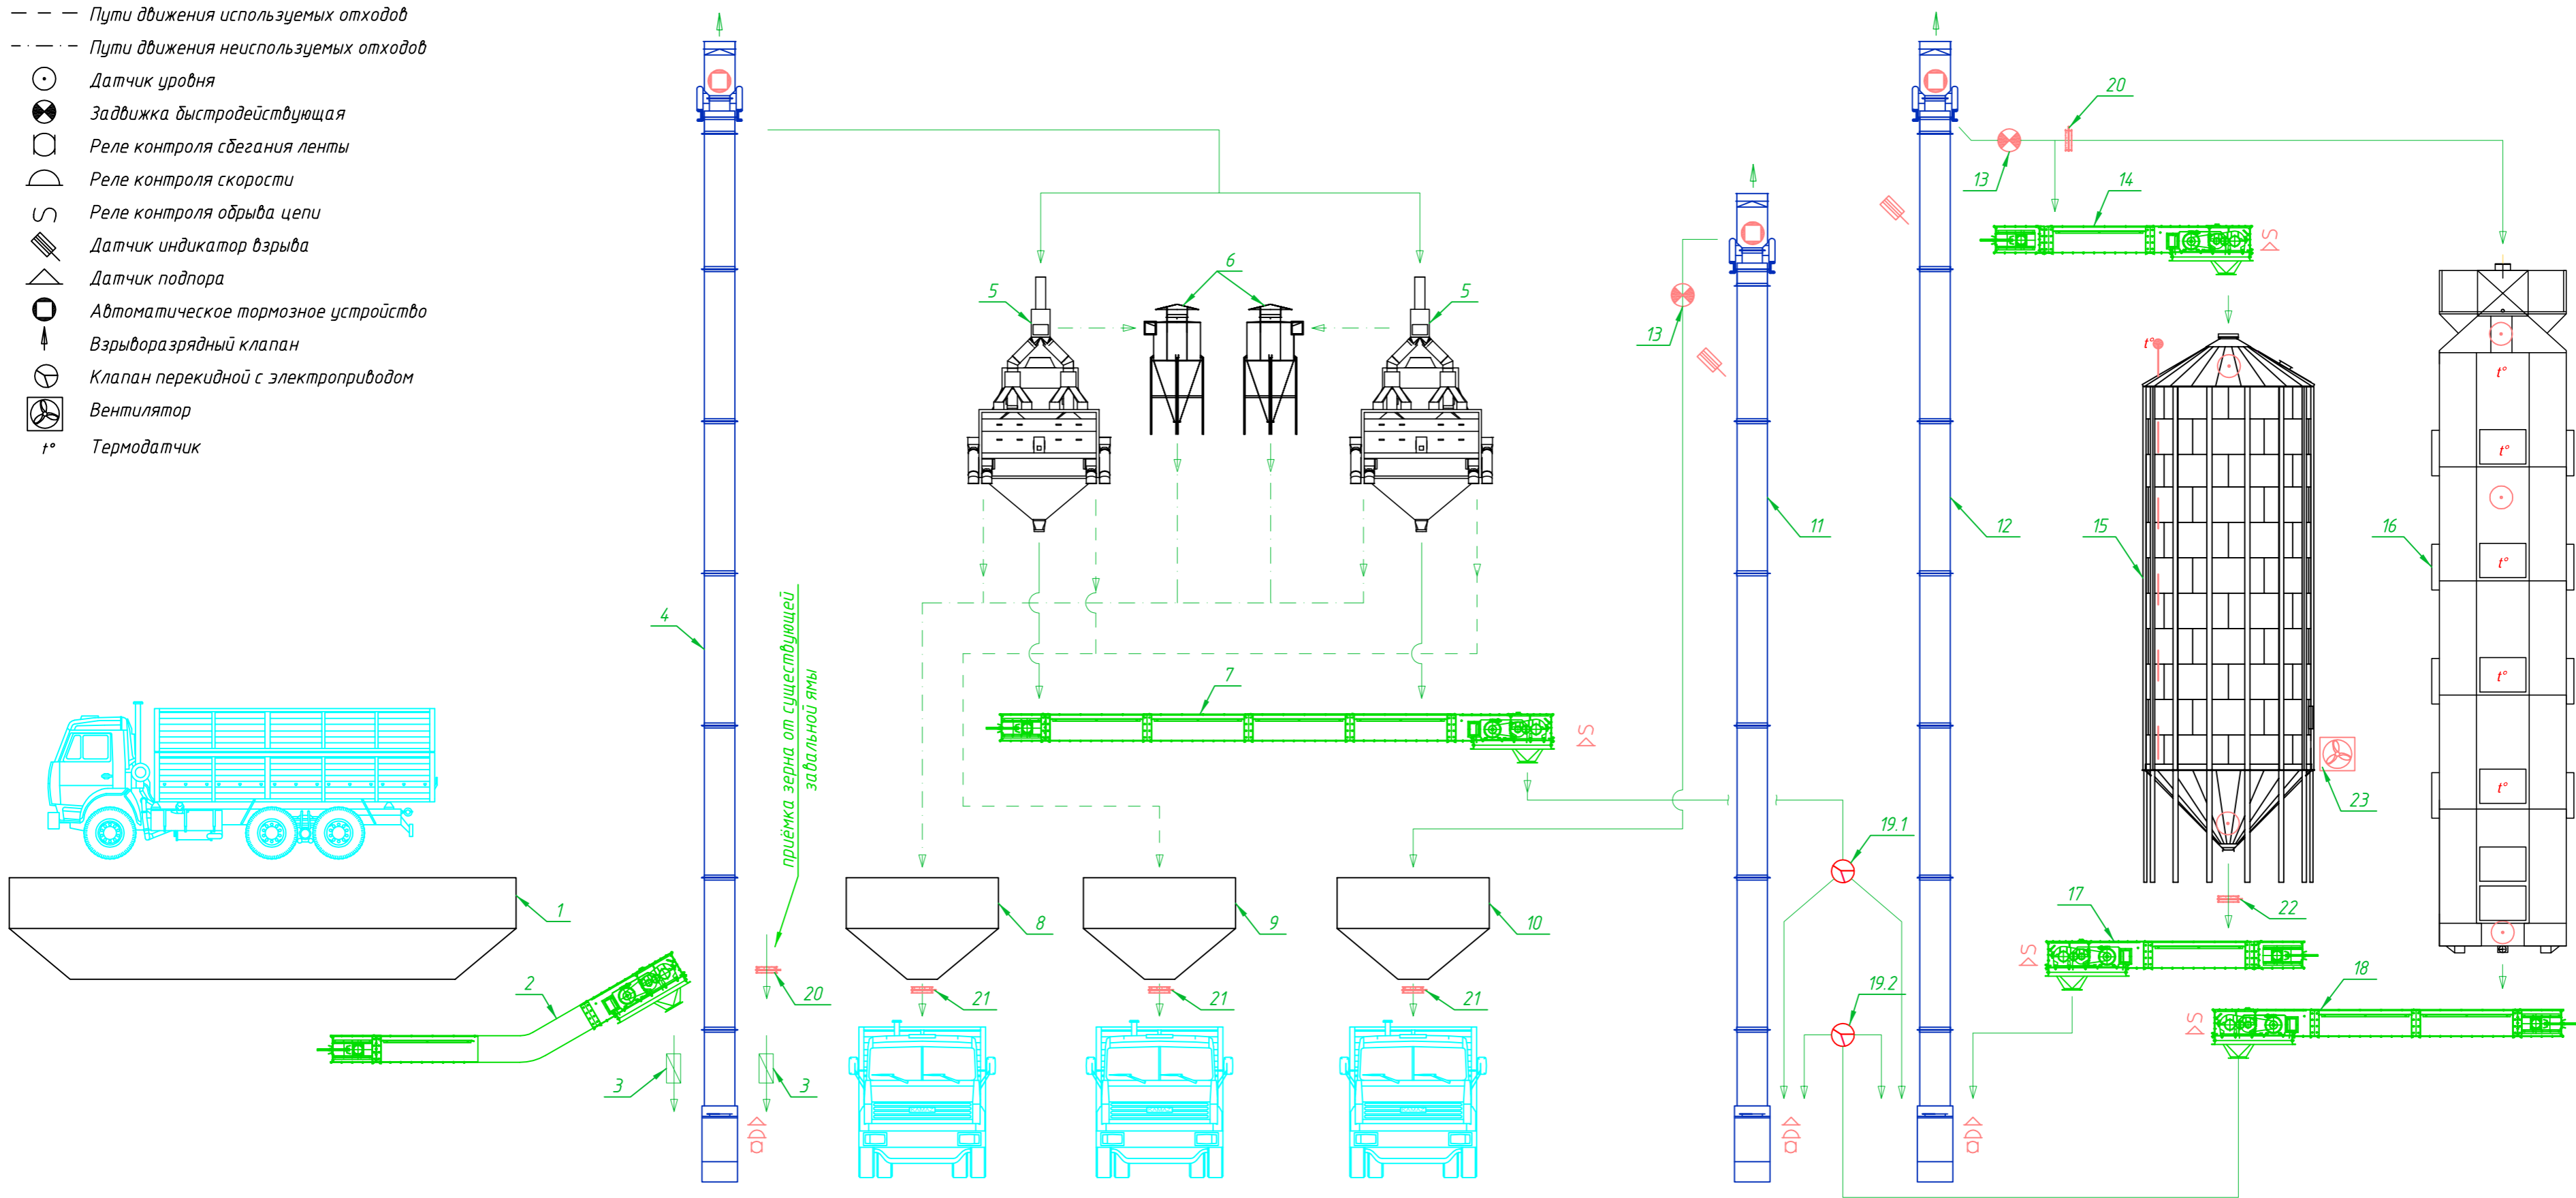 Пути движения используемых отходов
Пути движения неиспользуемых отходов
Датчик уровня
Задвижка быстродействующая
Реле контроля сбегания ленты
Реле контроля скорости
Реле контроля обрыва цепи
Датчик индикатор взрыва
Датчик подпора
Автоматическое тормозное устройство
Взрыворазрядный клапан
Клапан перекидной с электроприводом
Вентилятор
t° Термодатчик
1
2
3
3
4
приёмка зерна от существующей
завальной ямы
20
5
6
5
7
8
9
10
21
21
21
11
12
13
13
20
14
15
16
t°
t°
t°
t°
t°
t°
t°
23
22
17
18
19.1
19.2